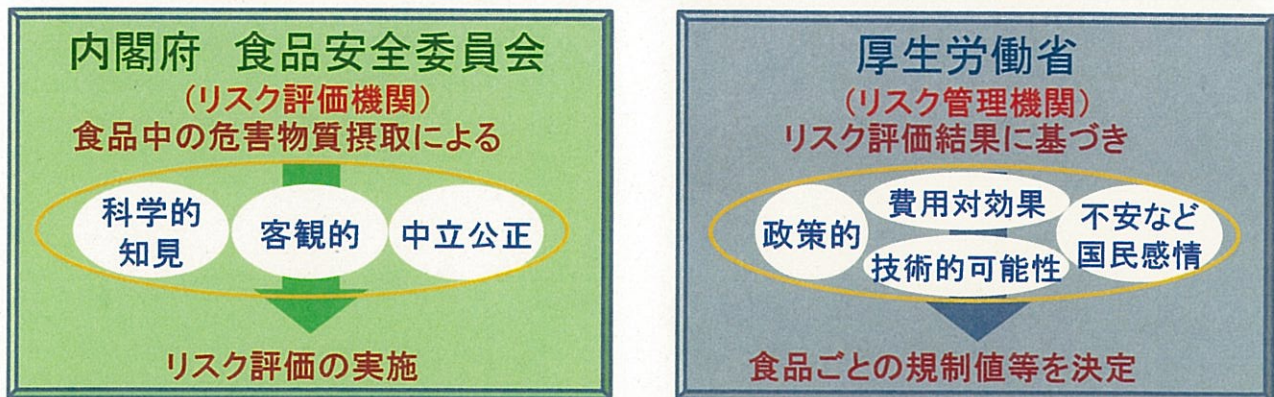 内閣府 食品安全委員会
(リスク評価機関)
食品中の危害物質摂取による
科学的
知見
客観的
中立公正
リスク評価の実施
厚生労働省
(リスク管理機関)
リスク評価結果に基づき
政策的
費用対効果
技術的可能性
不安など
国民感情
食品ごとの規制値等を決定